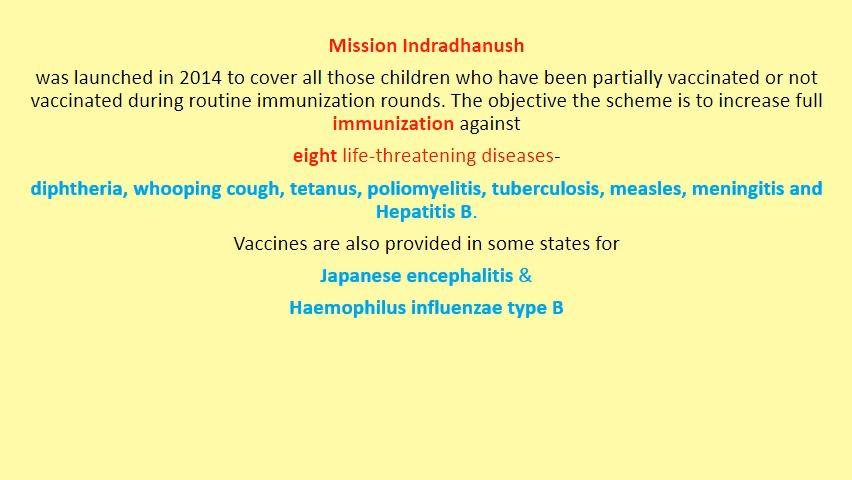 Mission Indradhanush
was launched in 2014 to cover all those children who have been partially vaccinated or not
vaccinated during routine immunization rounds. The objective the scheme is to increase full
immunization against
eight life-threatening diseases-
diphtheria, whooping cough, tetanus, poliomyelitis, tuberculosis, measles, meningitis and
Hepatitis B.
Vaccines are also provided in some states for
Japanese encephalitis &
Haemophilus influenzae type B